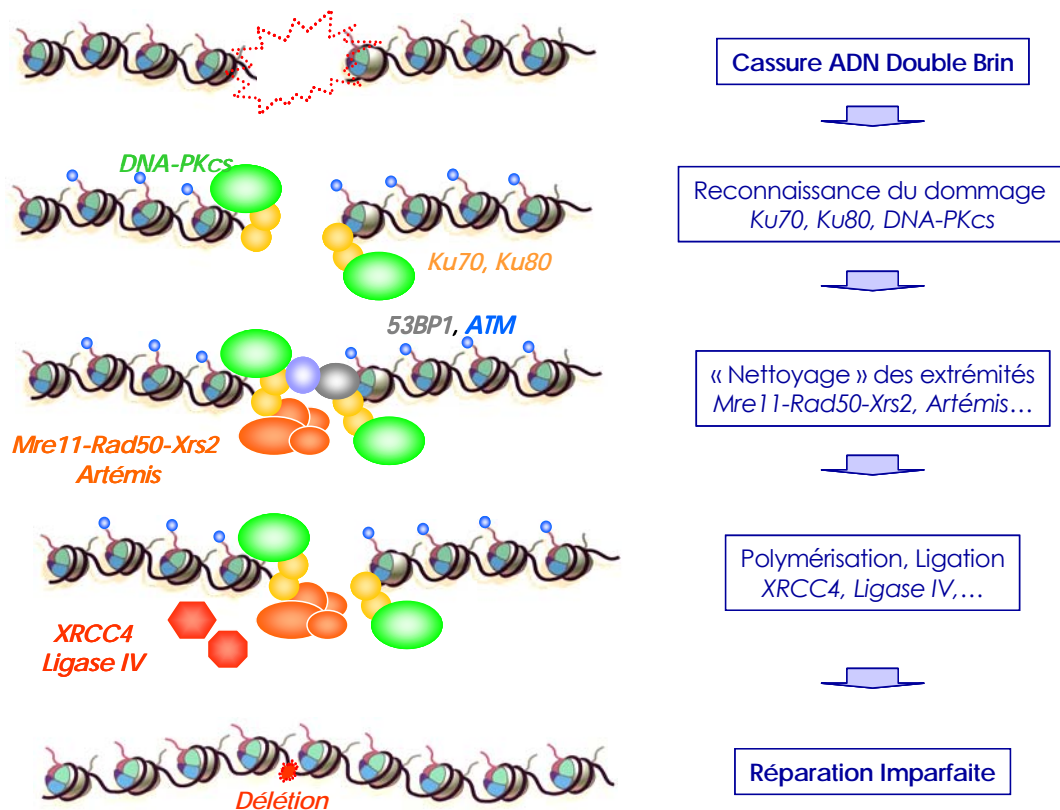 Cassure ADN Double Brin
DNA-PKcs
Reconnaissance du dommage
Ku70, Ku80, DNA-PKcs
Ku70, Ku80
53BP1, ATM
« Nettoyage » des extrémités
Mre11-Rad50-Xrs2, Artémis…
Mre11-Rad50-Xrs2
Artémis
Polymérisation, Ligation
XRCC4, Ligase IV,…
XRCC4
Ligase IV
Réparation Imparfaite
Délétion